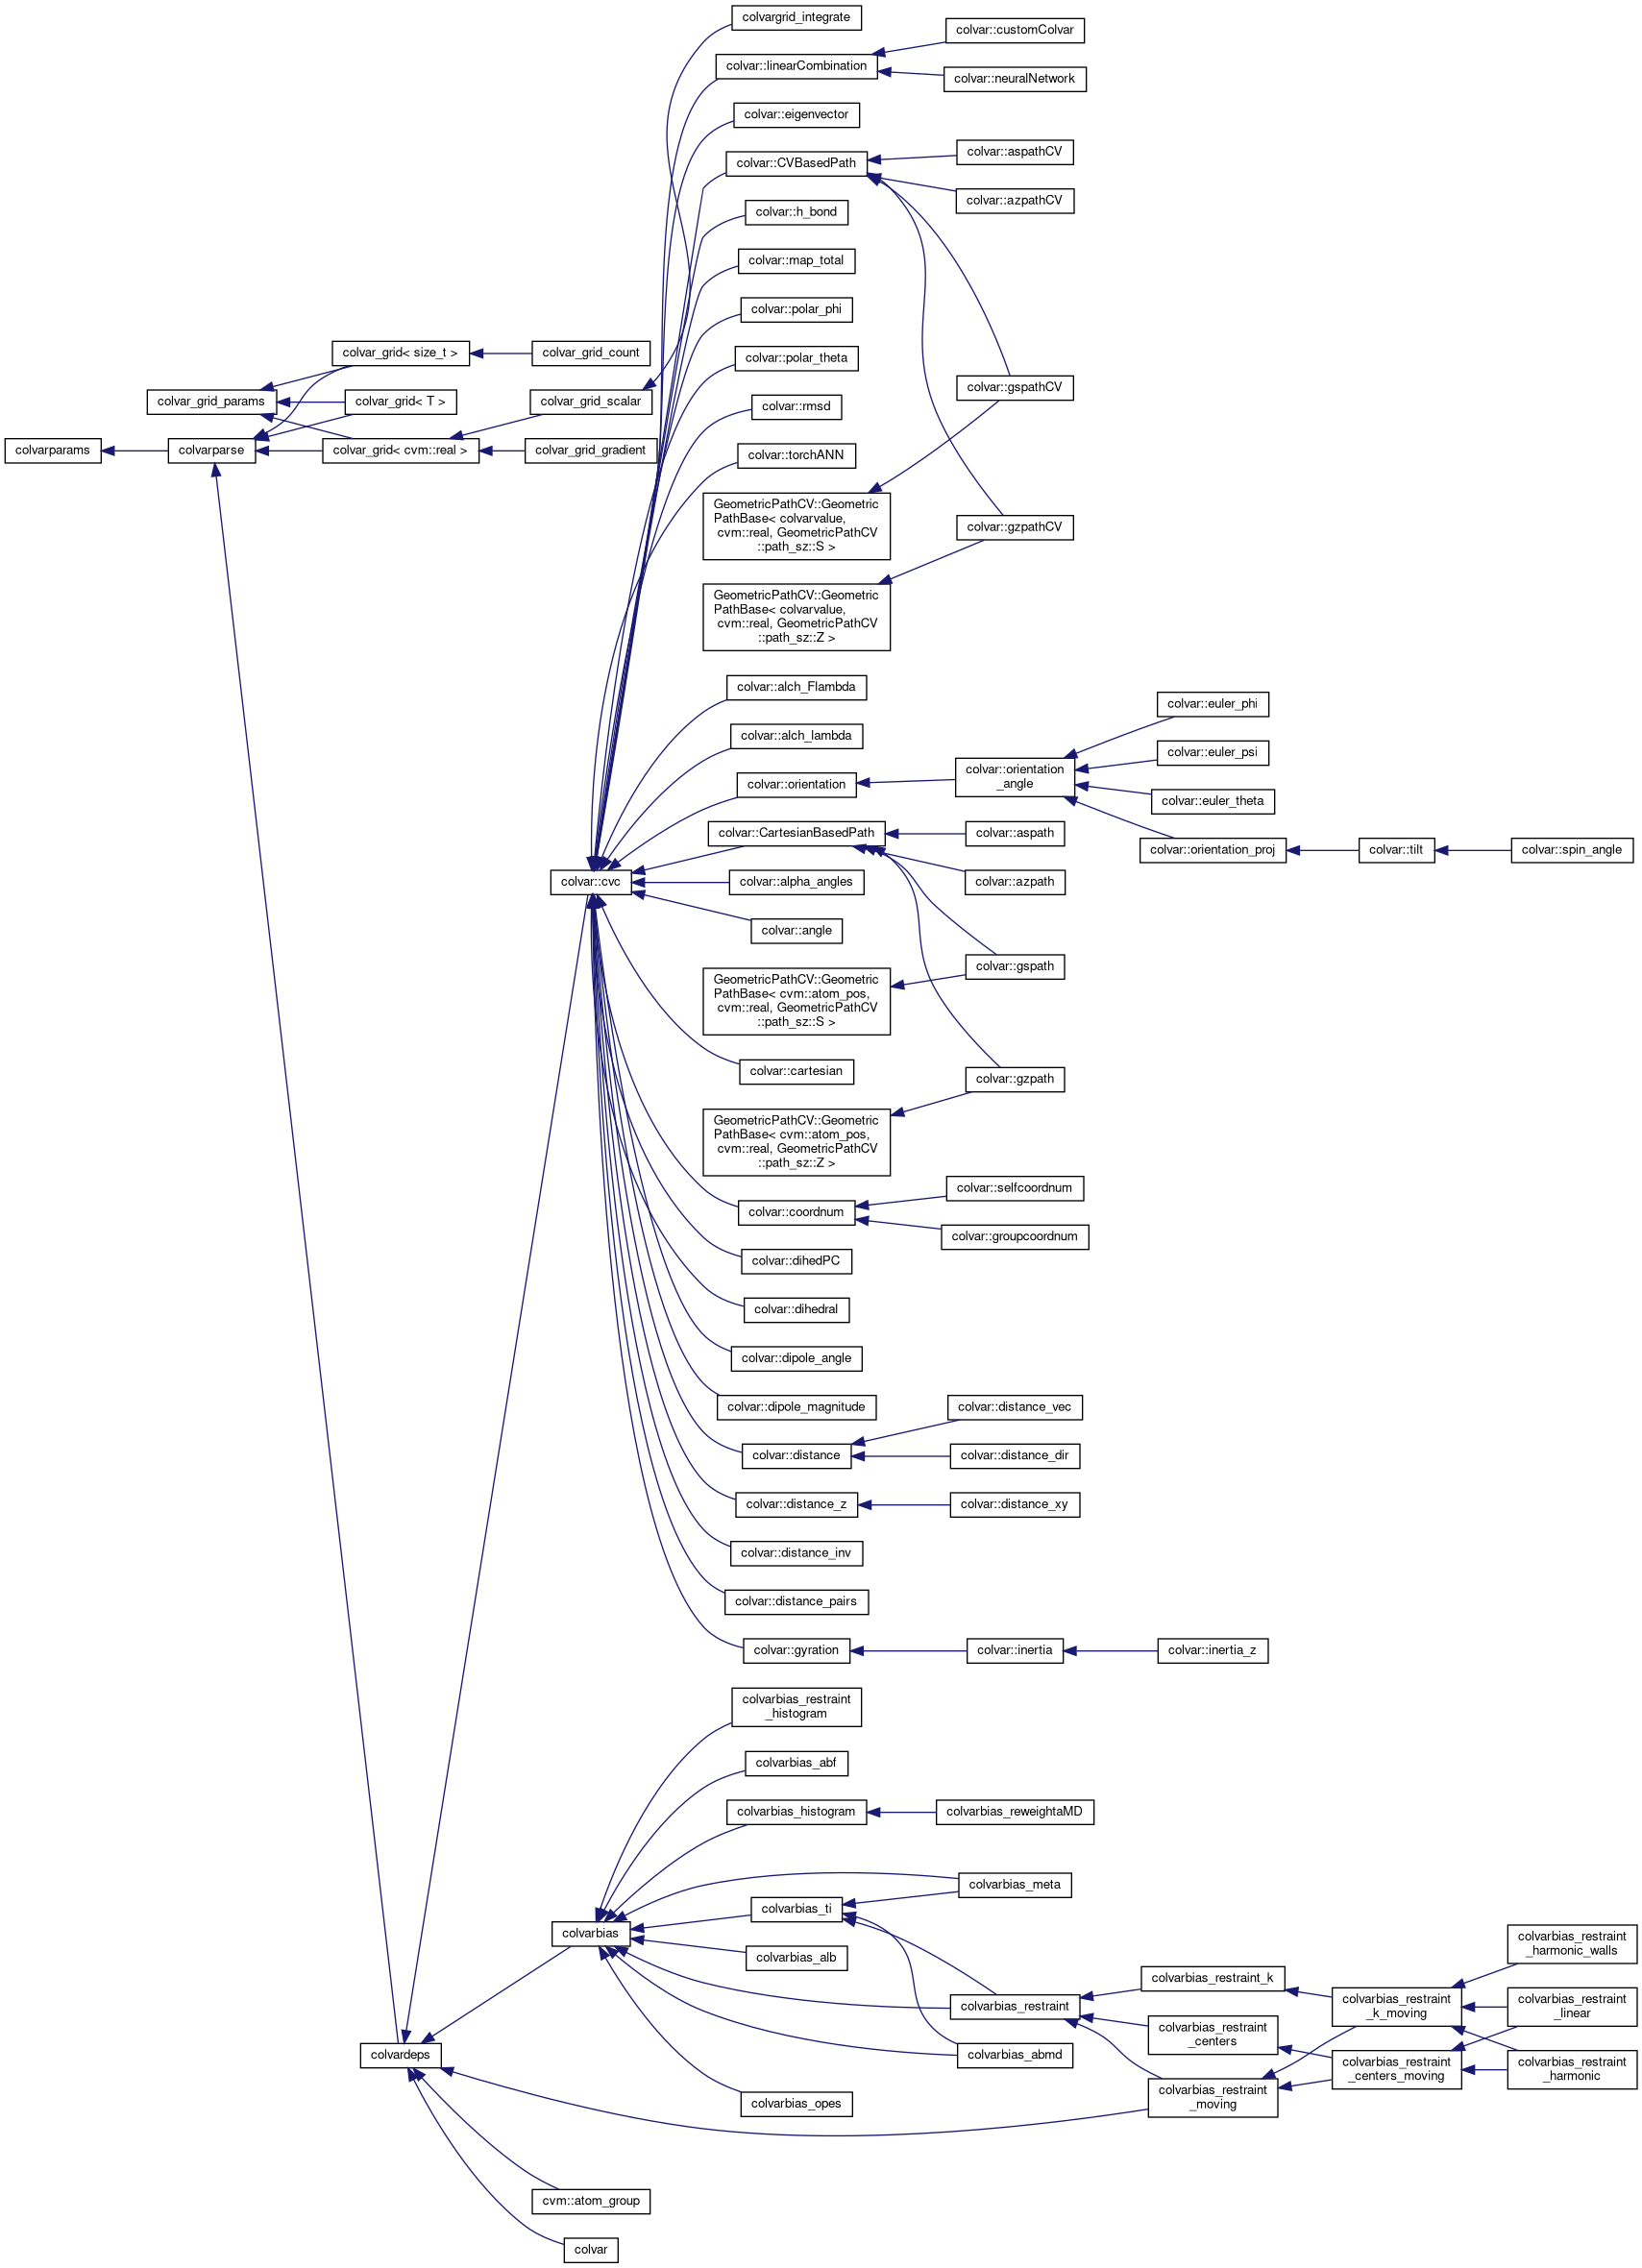 colvargrid_integrate
colvar::linearCombination
colvar::customColvar
colvar::neuralNetwork
colvar::eigenvector
colvar::CVBasedPath
colvar::aspathCV
colvar::azpathCV
colvar::h_bond
colvar::map_total
colvar::polar_phi
colvar::polar_theta
colvar::rmsd
colvar::torchANN
colvar::gspathCV
colvar::gzpathCV
colvar_grid< size_t >
colvar_grid_count
colvar_grid_params
colvar_grid< T >
colvar_grid_scalar
colvarparams
colvarparse
colvar_grid< cvm::real >
colvar_grid_gradient
GeometricPathCV::Geometric
PathBase< colvarvalue,
cvm::real, GeometricPathCV
::path_sz::S >
GeometricPathCV::Geometric
PathBase< colvarvalue,
cvm::real, GeometricPathCV
::path_sz::Z >
colvar::alch_Flambda
colvar::alch_lambda
colvar::orientation
colvar::orientation
_angle
colvar::euler_phi
colvar::euler_psi
colvar::euler_theta
colvar::orientation_proj
colvar::tilt
colvar::spin_angle
colvar::CartesianBasedPath
colvar::aspath
colvar::azpath
colvar::cvc
colvar::alpha_angles
colvar::angle
colvar::gspath
GeometricPathCV::Geometric
PathBase< cvm::atom_pos,
cvm::real, GeometricPathCV
::path_sz::S >
colvar::cartesian
colvar::gzpath
GeometricPathCV::Geometric
PathBase< cvm::atom_pos,
cvm::real, GeometricPathCV
::path_sz::Z >
colvar::coordnum
colvar::selfcoordnum
colvar::groupcoordnum
colvar::dihedPC
colvar::dihedral
colvar::dipole_angle
colvar::dipole_magnitude
colvar::distance
colvar::distance_vec
colvar::distance_dir
colvar::distance_z
colvar::distance_xy
colvar::distance_inv
colvar::distance_pairs
colvar::gyration
colvar::inertia
colvar::inertia_z
colvarbias_restraint
_histogram
colvarbias_abf
colvarbias_histogram
colvarbias_reweightaMD
colvarbias_meta
colvarbias_ti
colvarbias
colvarbias_alb
colvarbias_restraint
colvarbias_abmd
colvarbias_opes
colvarbias_restraint_k
colvarbias_restraint
_centers
colvarbias_restraint
_moving
colvarbias_restraint
_k_moving
colvarbias_restraint
_centers_moving
colvarbias_restraint
_harmonic_walls
colvarbias_restraint
_linear
colvarbias_restraint
_harmonic
colvardeps
cvm::atom_group
colvar